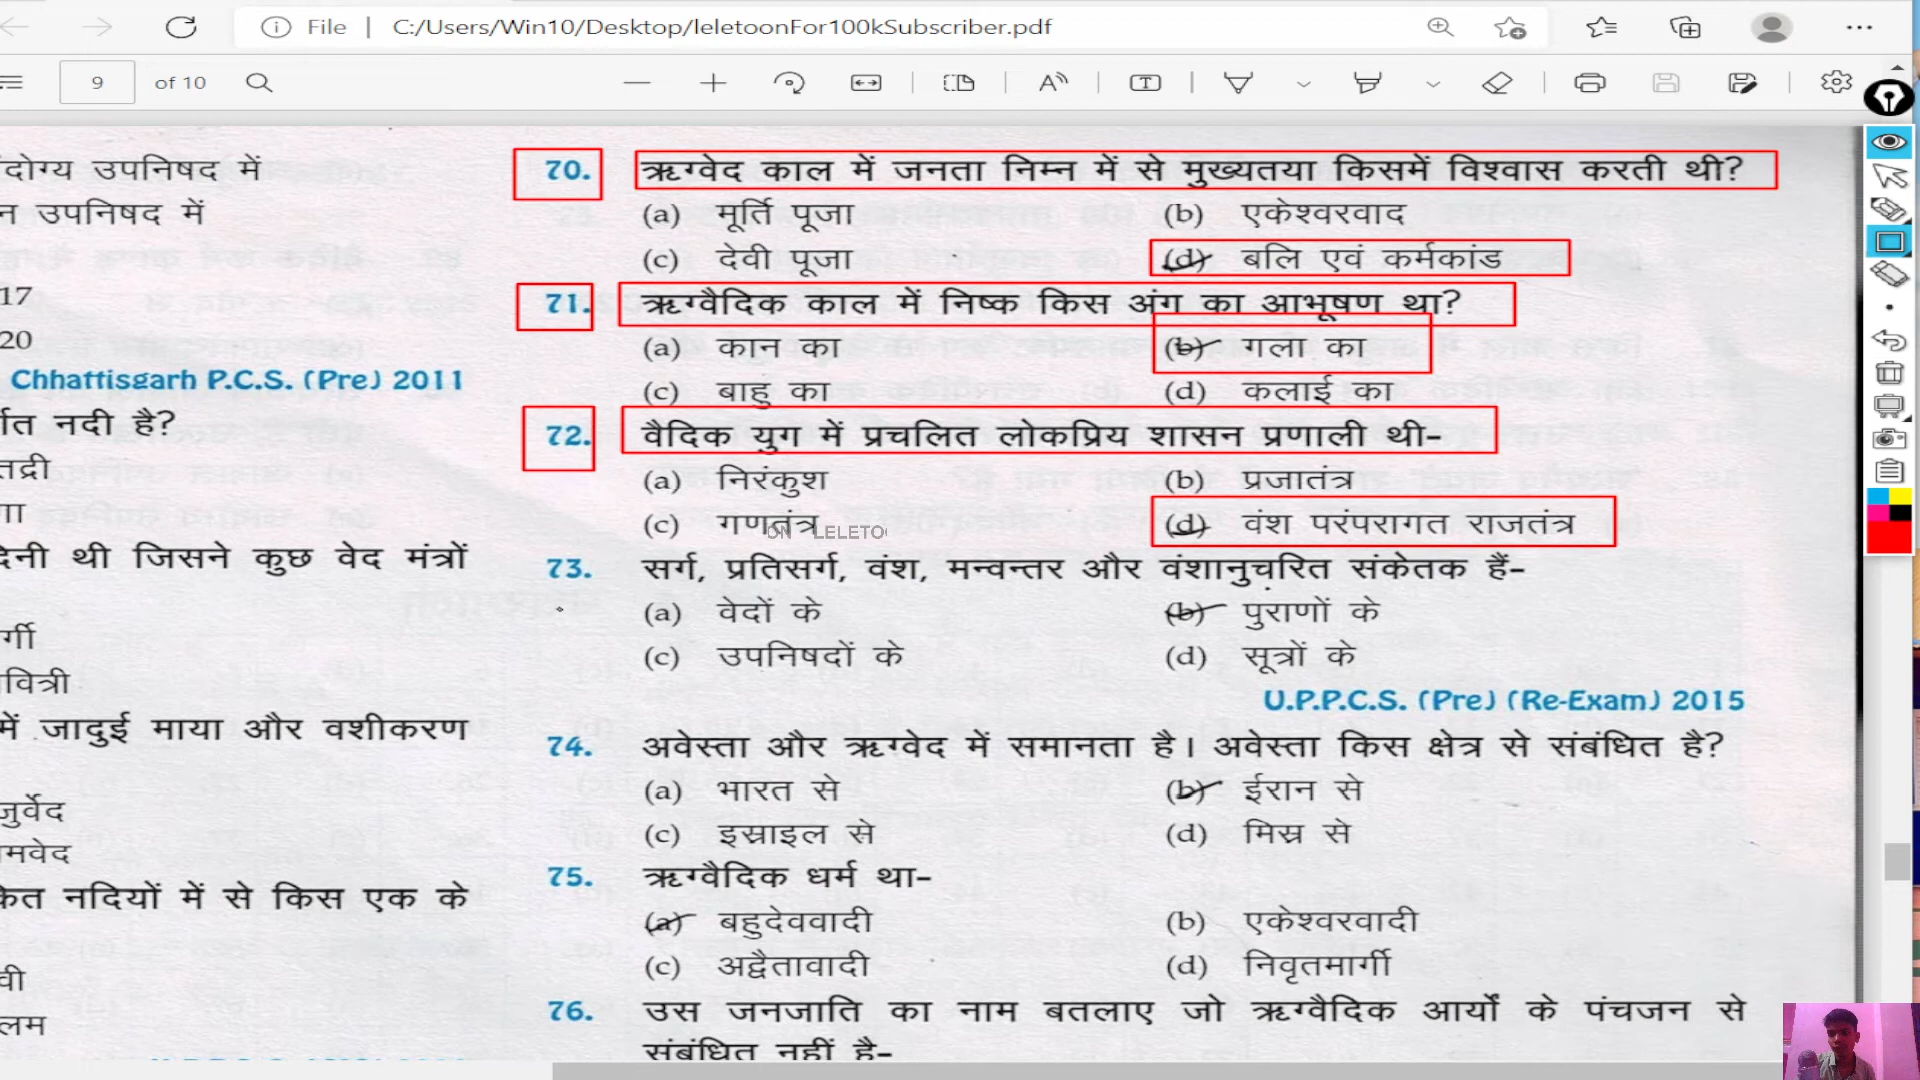 File | C:/Users/Win10/Desktop/leletoonFor100kSubscriber.pdf
9 of 10
दोग्य उपनिषद में
न उपनिषद में
17
20
Chhattisgarh P.C.S. (Pre) 2011
र्गत नदी है?
तद्री
गा
दिनी थी जिसने कुछ वेद मंत्रों
र्गी
वित्री
में जादुई माया और वशीकरण
जुर्वेद
मवेद
कित नदियों में से किस एक के
वी
लम
70. ऋग्वेद काल में जनता निम्न में से मुख्यतया किसमें विश्वास करती थी?
(a) मूर्ति पूजा (b) एकेश्वरवाद
(c) देवी पूजा (d) बलि एवं कर्मकांड
71. ऋग्वैदिक काल में निष्क किस अंग का आभूषण था?
(a) कान का (b) गला का
(c) बाहु का (d) कलाई का
72. वैदिक युग में प्रचलित लोकप्रिय शासन प्रणाली थी–
(a) निरंकुश (b) प्रजातंत्र
(c) गणतंत्र (d) वंश परंपरागत राजतंत्र
ON LELETO
73. सर्ग, प्रतिसर्ग, वंश, मन्वन्तर और वंशानुचरित संकेतक हैं–
(a) वेदों के (b) पुराणों के
(c) उपनिषदों के (d) सूत्रों के
U.P.P.C.S. (Pre) (Re-Exam) 2015
74. अवेस्ता और ऋग्वेद में समानता है। अवेस्ता किस क्षेत्र से संबंधित है?
(a) भारत से (b) ईरान से
(c) इस्राइल से (d) मिस्र से
75. ऋग्वैदिक धर्म था–
(a) बहुदेववादी (b) एकेश्वरवादी
(c) अद्वैतावादी (d) निवृतमार्गी
76. उस जनजाति का नाम बतलाए जो ऋग्वैदिक आर्यों के पंचजन से
संबंधित नहीं है–